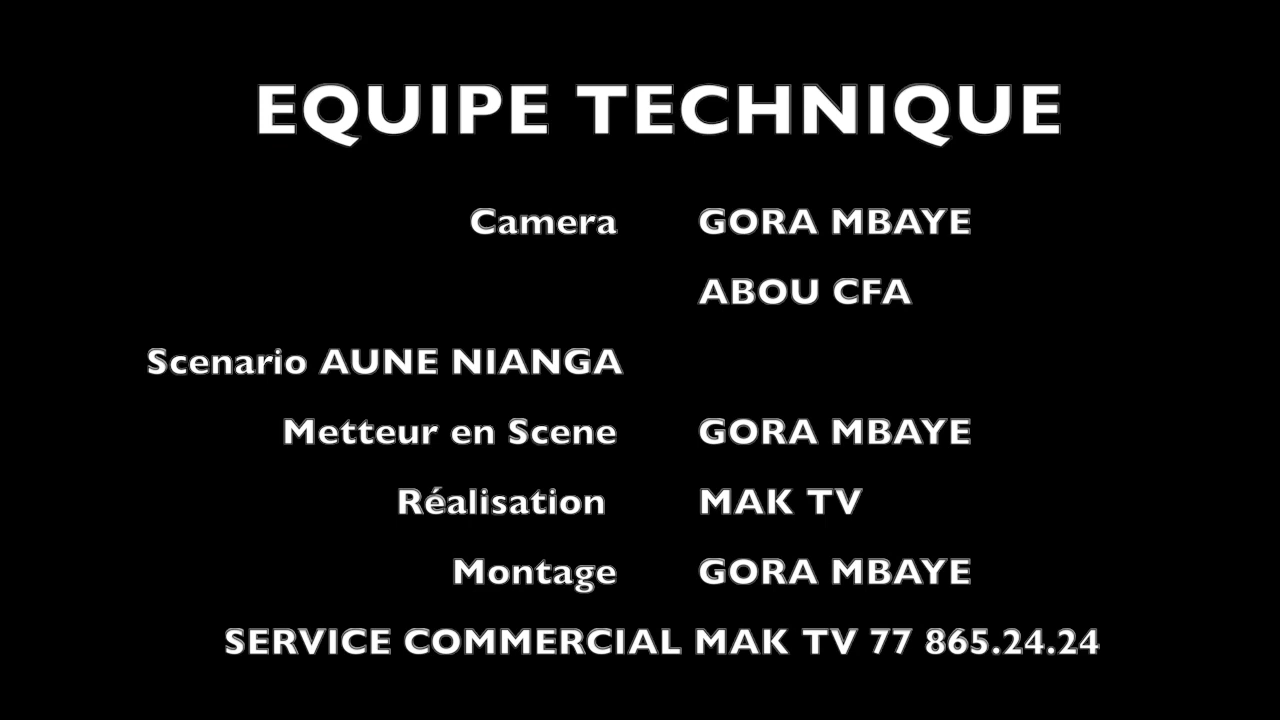 EQUIPE TECHNIQUE
Camera GORA MBAYE
ABOU CFA
Scenario AUNE NIANGA
Metteur en Scene GORA MBAYE
Réalisation MAK TV
Montage GORA MBAYE
SERVICE COMMERCIAL MAK TV 77 865.24.24